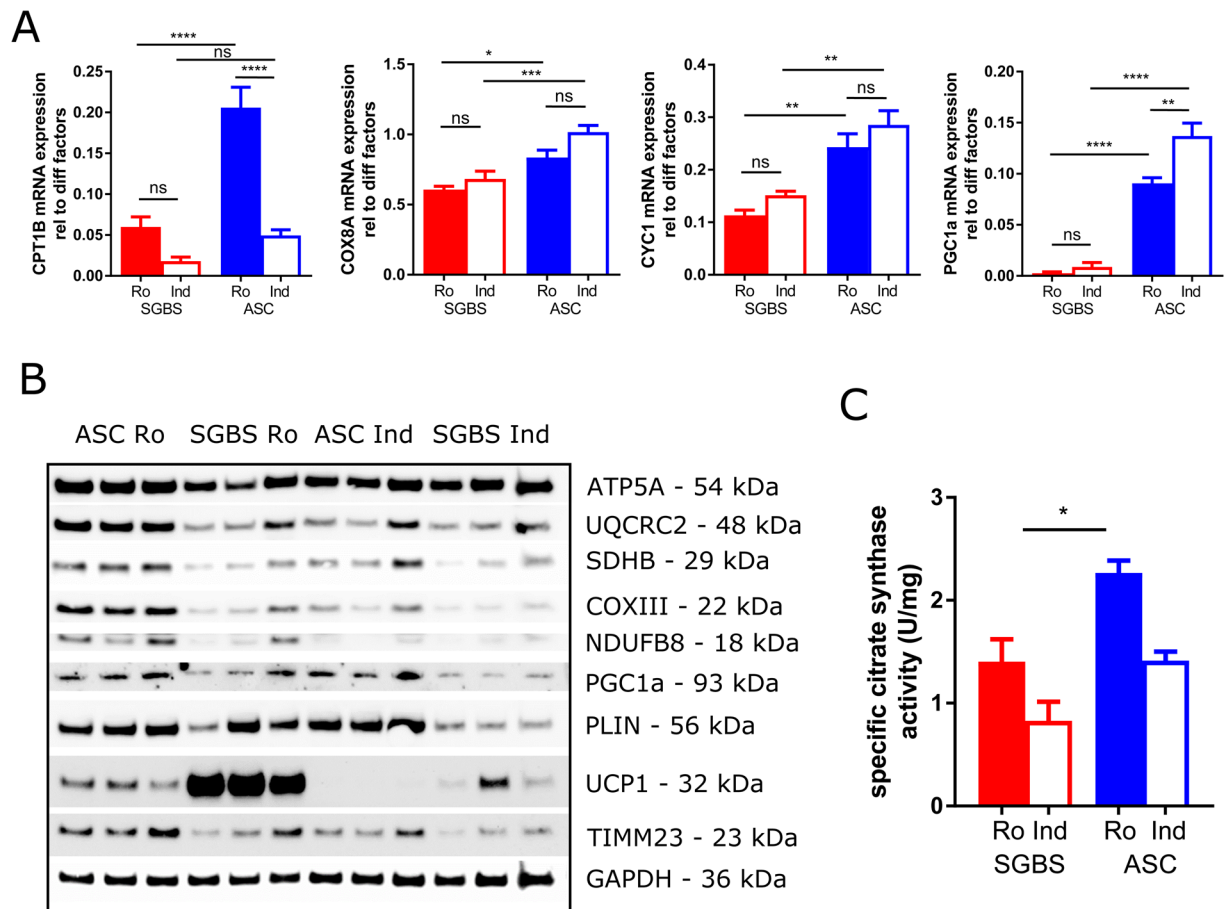 A
CPT1B mRNA expression
rel to diff factors
0.25
0.20
0.15
0.10
0.05
0.00
****
ns
****
ns
Ro Ind Ro Ind
SGBS ASC
COX8A mRNA expression
rel to diff factors
1.5
1.0
0.5
0.0
*
***
ns
ns
Ro Ind Ro Ind
SGBS ASC
CYC1 mRNA expression
rel to diff factors
0.4
0.3
0.2
0.1
0.0
**
ns
**
ns
Ro Ind Ro Ind
SGBS ASC
PGC1a mRNA expression
rel to diff factors
0.20
0.15
0.10
0.05
0.00
****
**
****
ns
Ro Ind Ro Ind
SGBS ASC
B
ASC Ro SGBS Ro ASC Ind SGBS Ind
ATP5A - 54 kDa
UQCRC2 - 48 kDa
SDHB - 29 kDa
COXIII - 22 kDa
NDUFB8 - 18 kDa
PGC1a - 93 kDa
PLIN - 56 kDa
UCP1 - 32 kDa
TIMM23 - 23 kDa
GAPDH - 36 kDa
C
specific citrate synthase
activity (U/mg)
3
2
1
0
*
Ro Ind Ro Ind
SGBS ASC